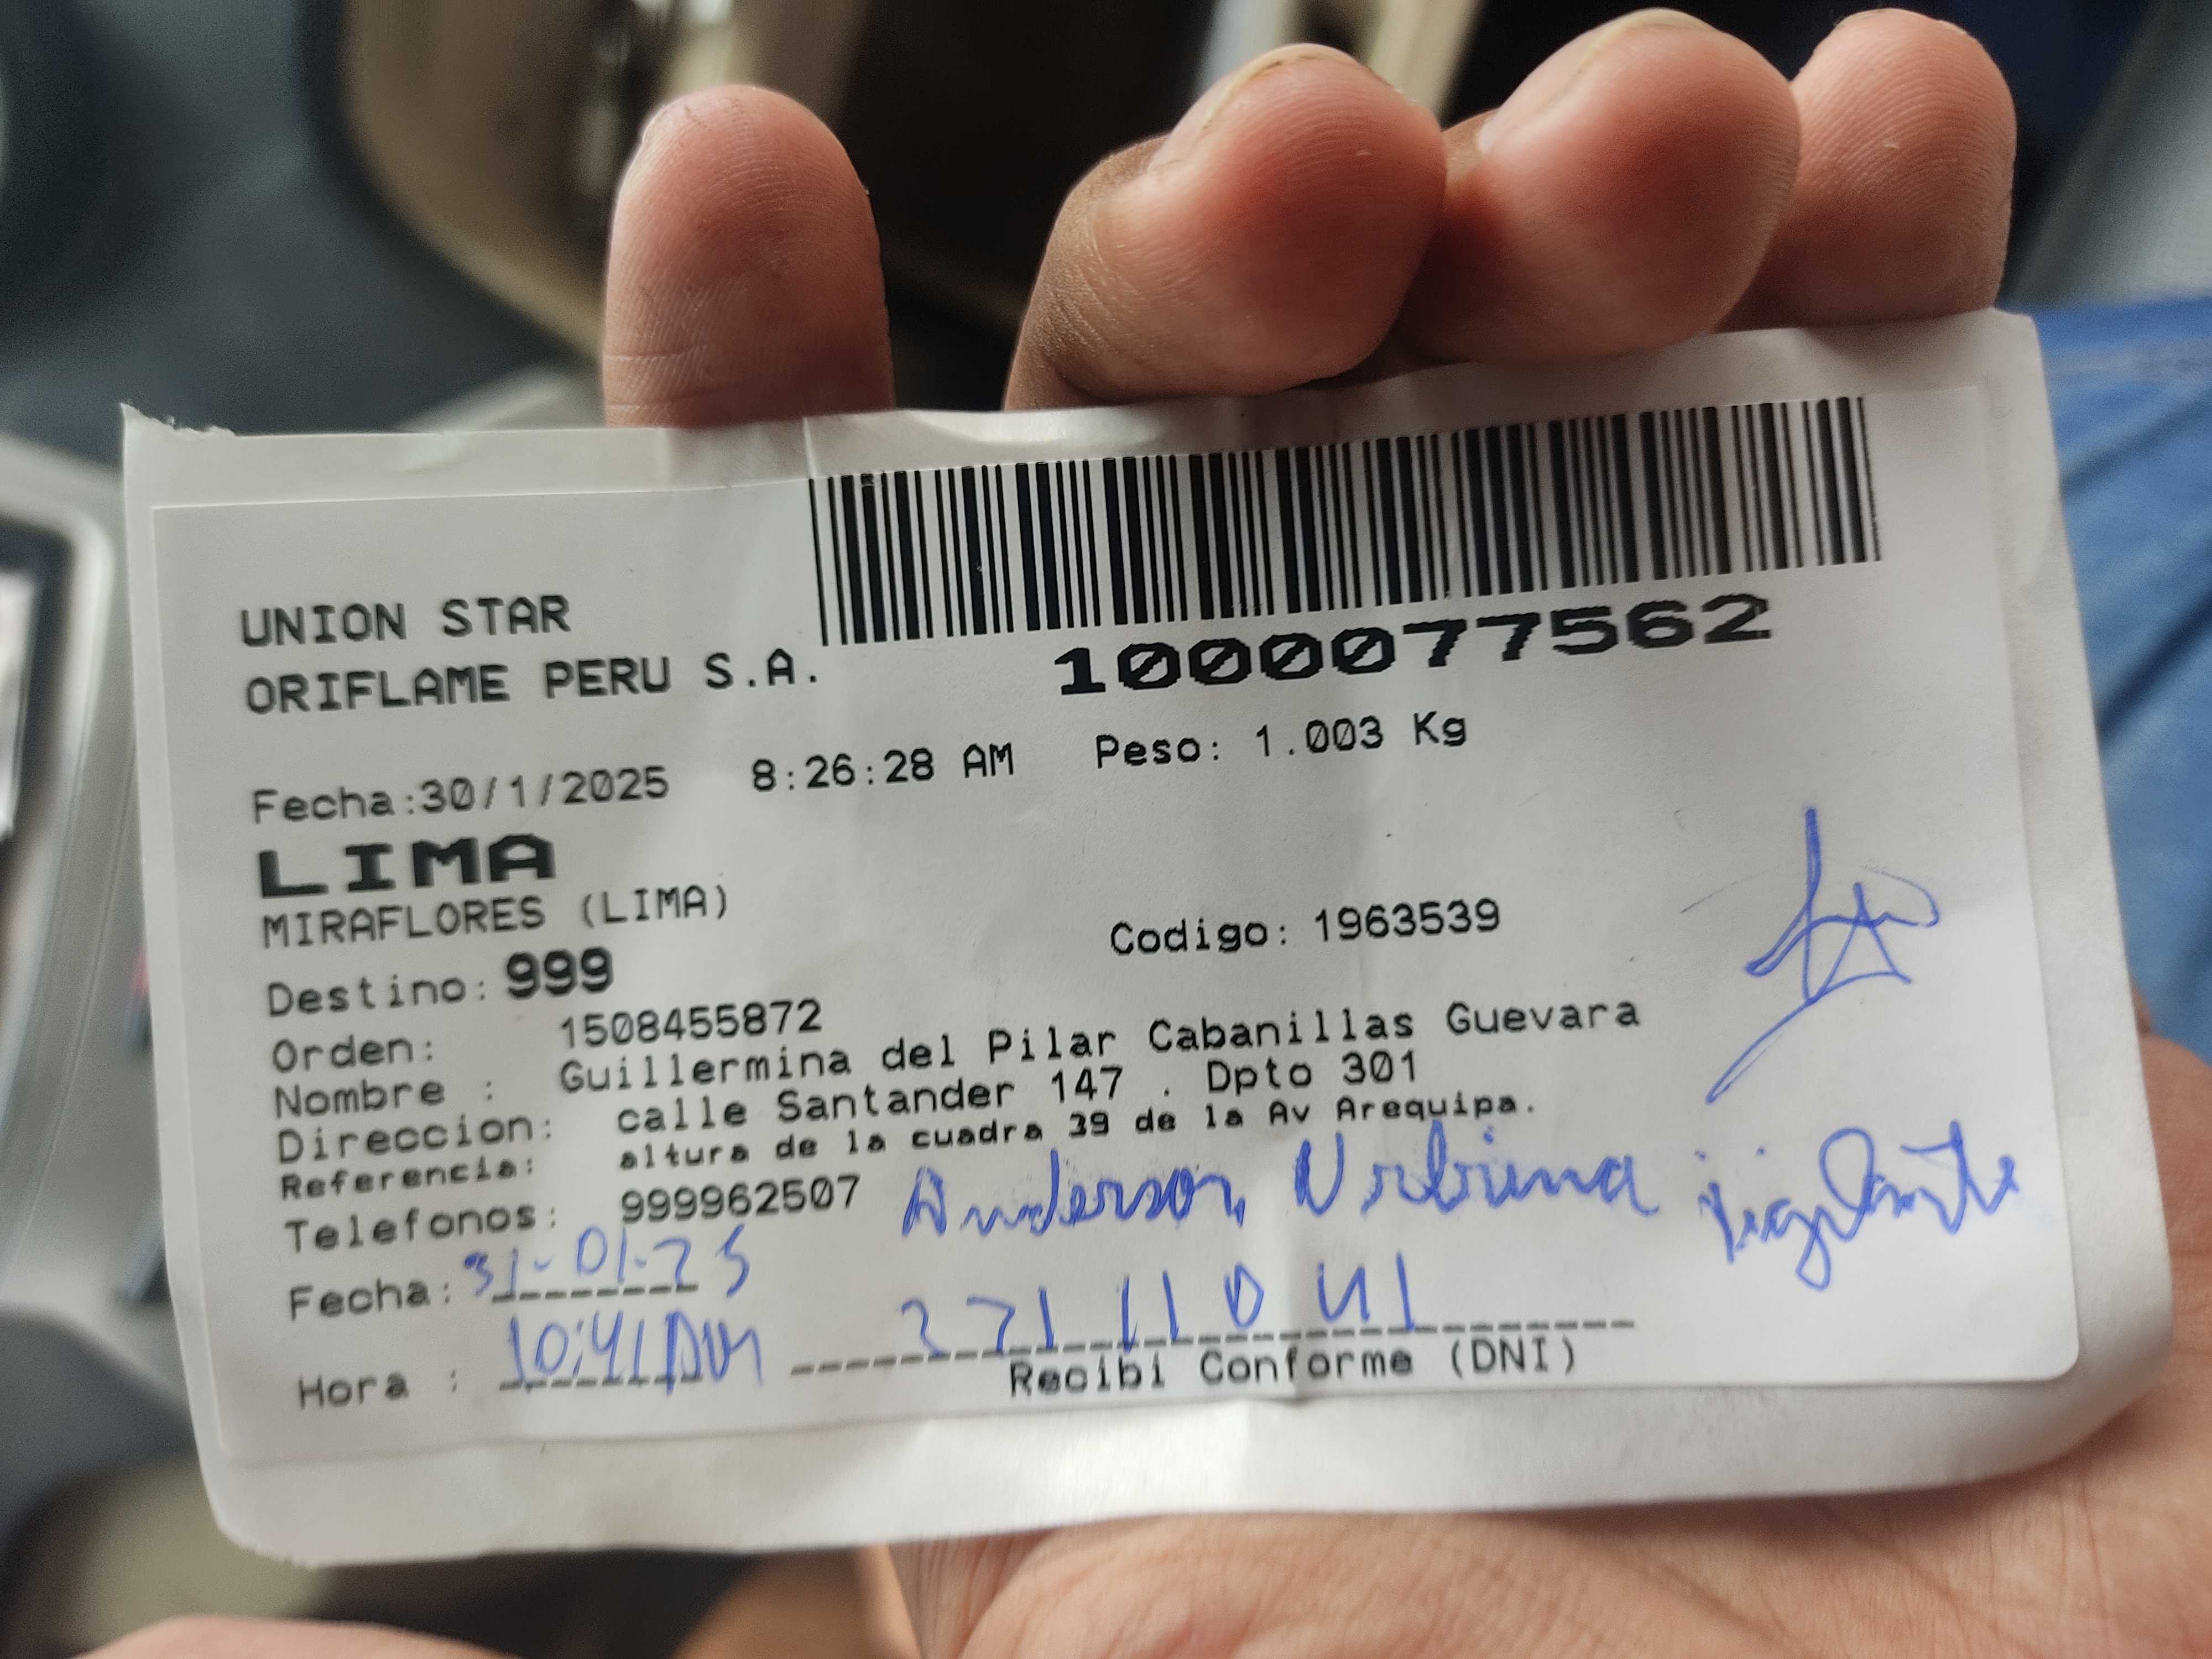 UNION STAR
ORIFLAME PERU S.A.
1000077562
Fecha:30/1/2025 8:26:28 AM Peso: 1.003 Kg
LIMA
MIRAFLORES (LIMA)
Destino: 999 Codigo: 1963539
Orden: 1508455872
Nombre : Guillermina del Pilar Cabanillas Guevara
Direccion: calle Santander 147 . Dpto 301
Referencia: altura de la cuadra 39 de la Av Arequipa.
Telefonos: 999962507
Anderson Urbina vigilante
Fecha: 31-01-25
Hora : 10:41 AM
Recibi Conforme (DNI)